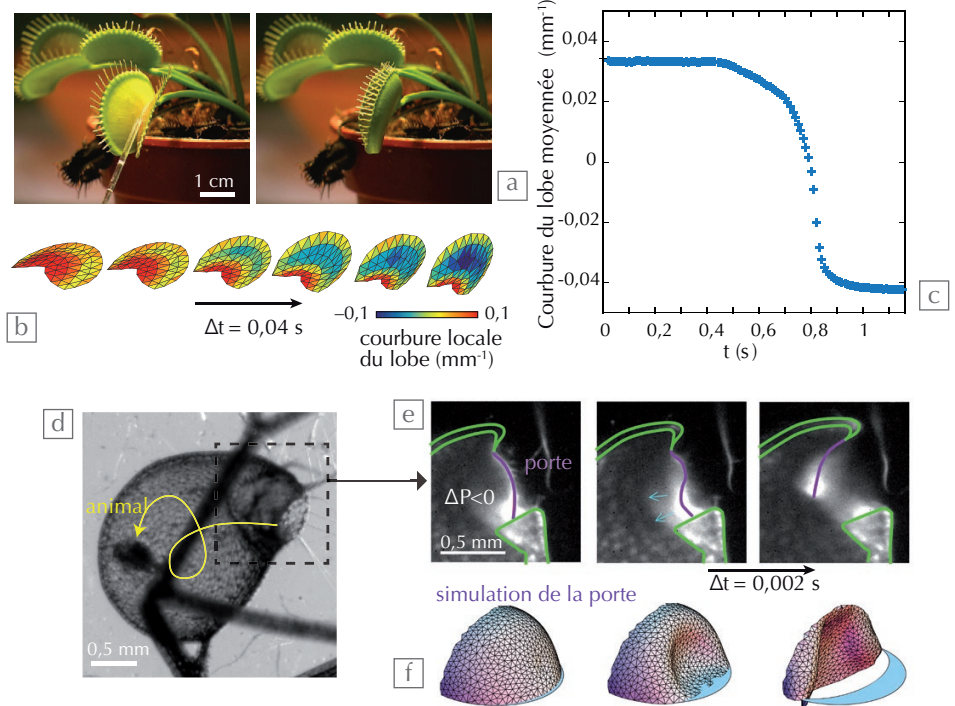 1 cm
a
b
Δt = 0,04 s
−0,1
0,1
courbure locale
du lobe (mm⁻¹)
Courbure du lobe moyennée (mm⁻¹)
0,04
0,02
0
-0,02
-0,04
0
0,2
0,4
0,6
0,8
1
t (s)
c
d
animal
0,5 mm
e
porte
ΔP<0
0,5 mm
Δt = 0,002 s
simulation de la porte
f